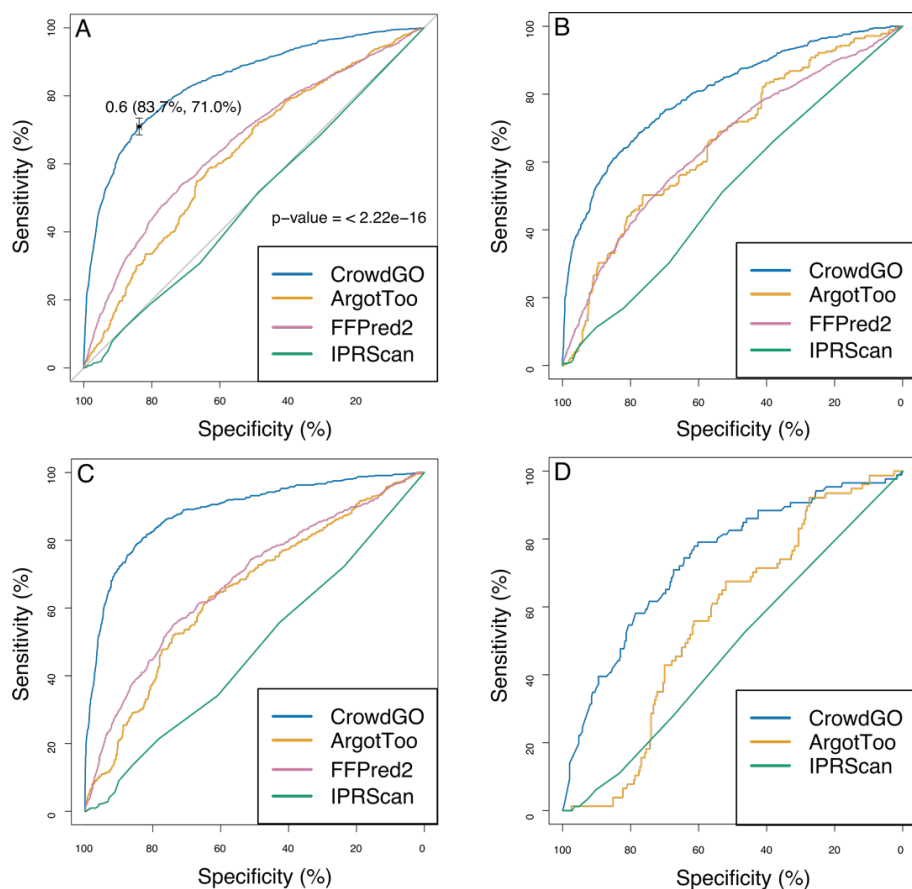 A
Sensitivity (%)
100
80
60
40
20
0
0.6 (83.7%, 71.0%)
p-value = < 2.22e-16
CrowdGO
ArgotToo
FFPred2
IPRScan
100 80 60 40 20
Specificity (%)
B
Sensitivity (%)
100
80
60
40
20
0
CrowdGO
ArgotToo
FFPred2
IPRScan
100 80 60 40 20 0
Specificity (%)
C
Sensitivity (%)
100
80
60
40
20
0
CrowdGO
ArgotToo
FFPred2
IPRScan
100 80 60 40 20 0
Specificity (%)
D
Sensitivity (%)
100
80
60
40
20
0
CrowdGO
ArgotToo
IPRScan
100 80 60 40 20 0
Specificity (%)